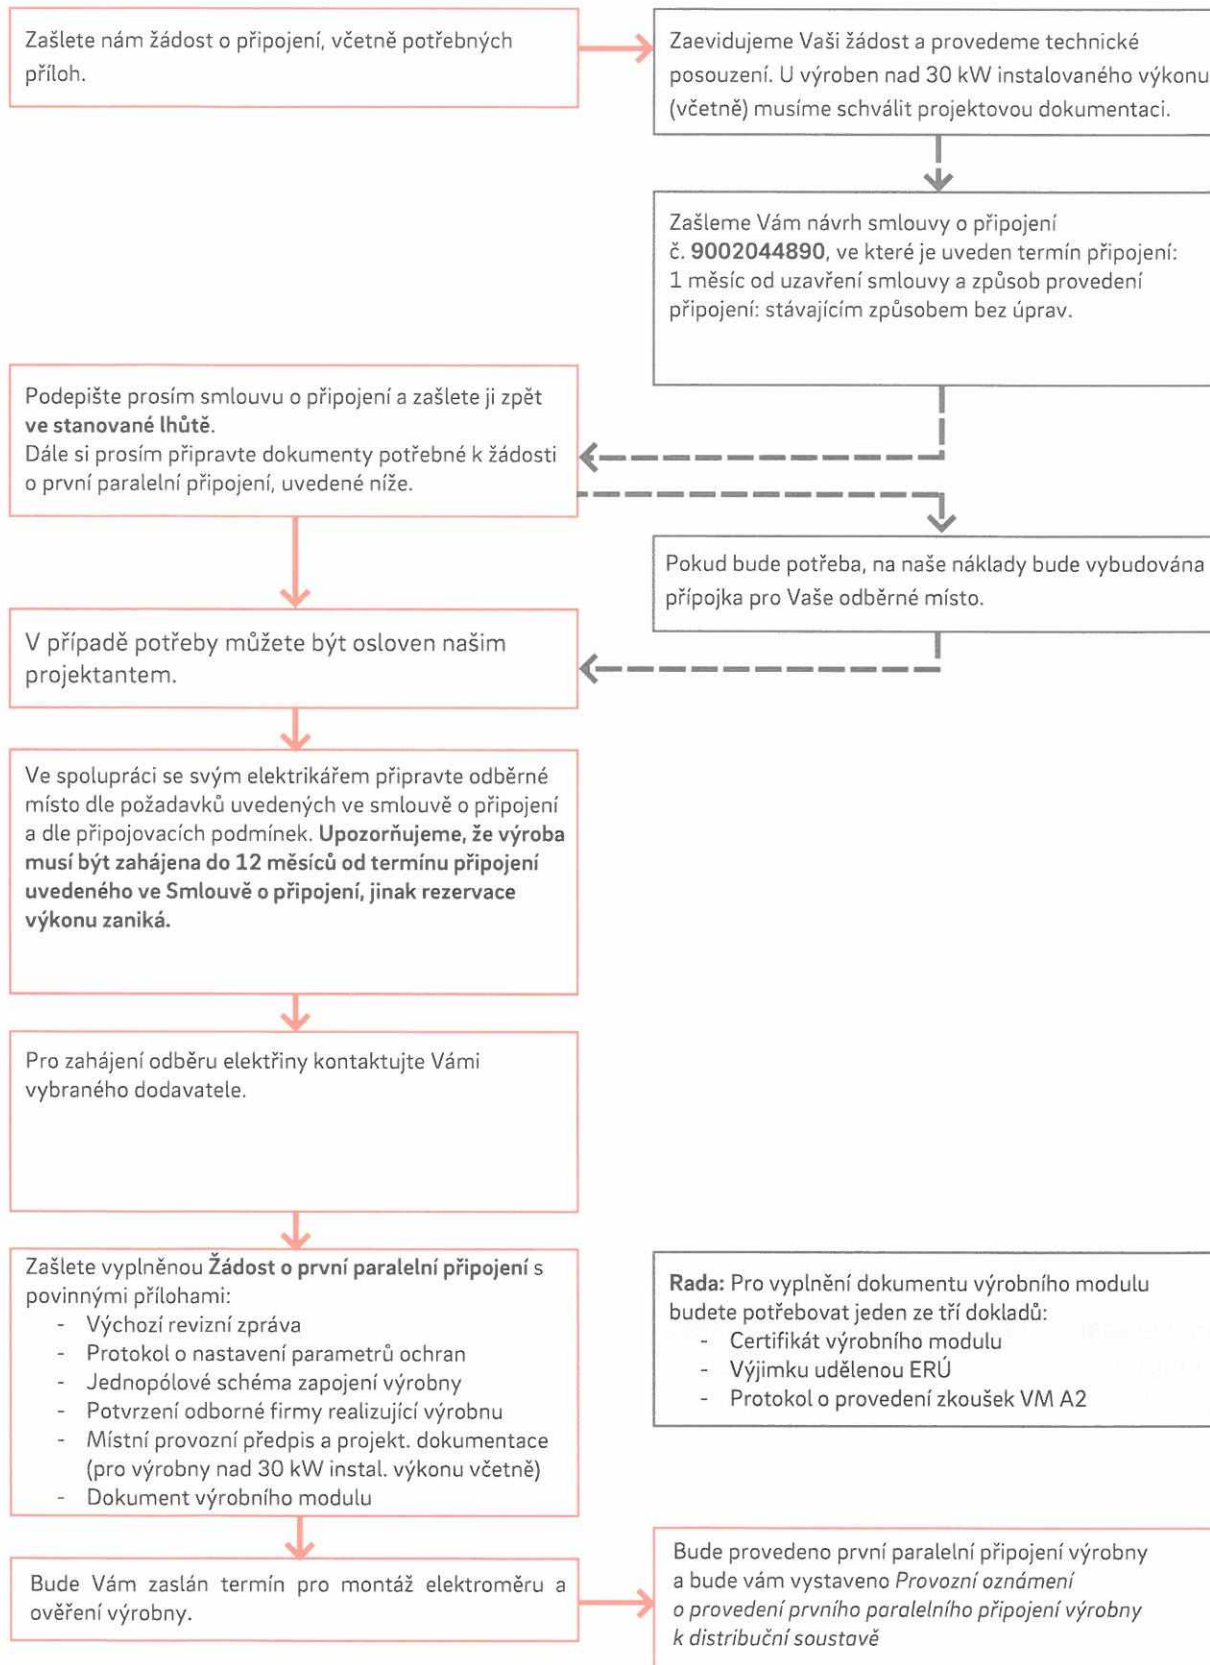 Zašlete nám žádost o připojení, včetně potřebných
příloh.
Zaevidujeme Vaši žádost a provedeme technické
posouzení. U výroben nad 30 kW instalovaného výkonu
(včetně) musíme schválit projektovou dokumentaci.
Zašleme Vám návrh smlouvy o připojení
č. 9002044890, ve které je uveden termín připojení:
1 měsíc od uzavření smlouvy a způsob provedení
připojení: stávajícím způsobem bez úprav.
Podepište prosím smlouvu o připojení a zašlete ji zpět
ve stanované lhůtě.
Dále si prosím připravte dokumenty potřebné k žádosti
o první paralelní připojení, uvedené níže.
Pokud bude potřeba, na naše náklady bude vybudována
přípojka pro Vaše odběrné místo.
V případě potřeby můžete být osloven našim
projektantem.
Ve spolupráci se svým elektrikářem připravte odběrné
místo dle požadavků uvedených ve smlouvě o připojení
a dle připojovacích podmínek. Upozorňujeme, že výroba
musí být zahájena do 12 měsíců od termínu připojení
uvedeného ve Smlouvě o připojení, jinak rezervace
výkonu zaniká.
Pro zahájení odběru elektřiny kontaktujte Vámi
vybraného dodavatele.
Zašlete vyplněnou Žádost o první paralelní připojení s
povinnými přílohami:
- Výchozí revizní zpráva
- Protokol o nastavení parametrů ochran
- Jednopólové schéma zapojení výrobny
- Potvrzení odborné firmy realizující výrobnu
- Místní provozní předpis a projekt. dokumentace
(pro výrobny nad 30 kW instal. výkonu včetně)
- Dokument výrobního modulu
Rada: Pro vyplnění dokumentu výrobního modulu
budete potřebovat jeden ze tří dokladů:
- Certifikát výrobního modulu
- Výjimku udělenou ERÚ
- Protokol o provedení zkoušek VM A2
Bude Vám zaslán termín pro montáž elektroměru a
ověření výrobny.
Bude provedeno první paralelní připojení výrobny
a bude vám vystaveno Provozní oznámení
o provedení prvního paralelního připojení výrobny
k distribuční soustavě